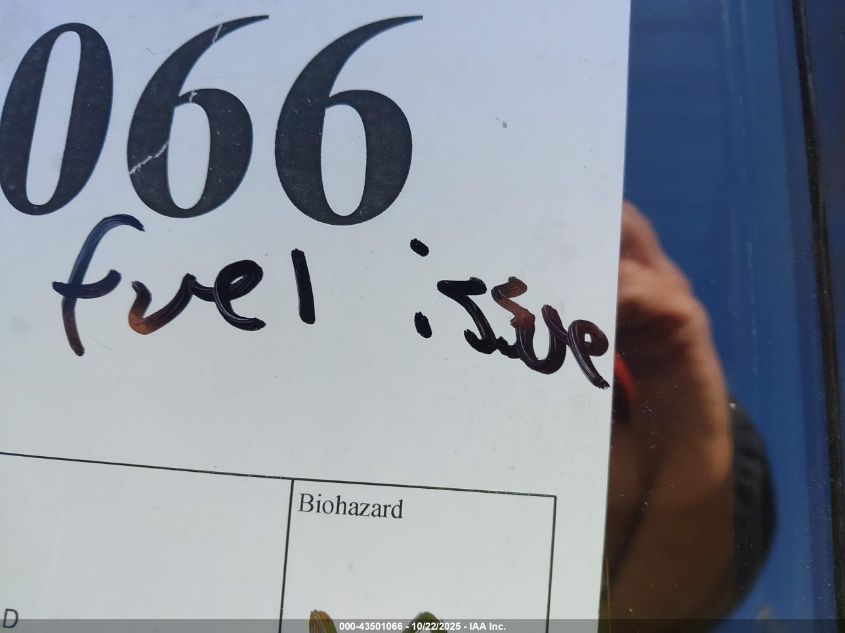 066
fuel issue
Biohazard
D
000-43501066 - 10/22/2025 - IAA Inc.